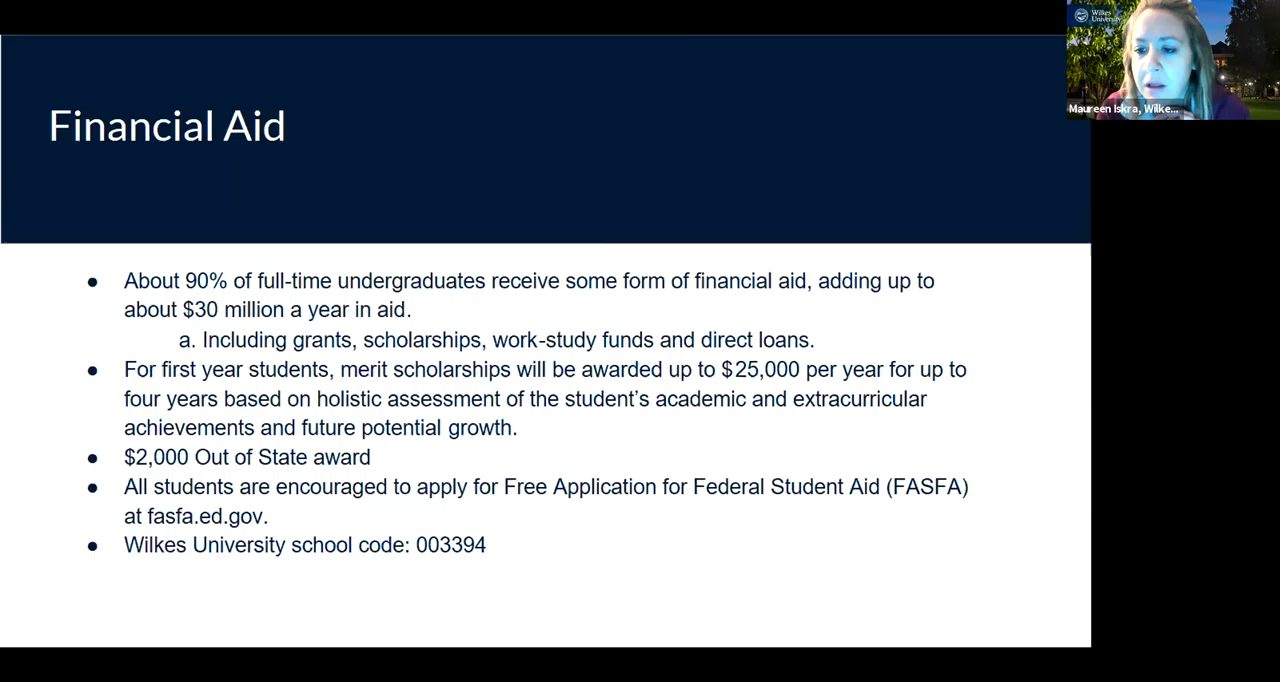 Wilkes
University
Maureen Iskra, Wilke...
Financial Aid
● About 90% of full-time undergraduates receive some form of financial aid, adding up to
about $30 million a year in aid.
a. Including grants, scholarships, work-study funds and direct loans.
● For first year students, merit scholarships will be awarded up to $25,000 per year for up to
four years based on holistic assessment of the student’s academic and extracurricular
achievements and future potential growth.
● $2,000 Out of State award
● All students are encouraged to apply for Free Application for Federal Student Aid (FASFA)
at fasfa.ed.gov.
● Wilkes University school code: 003394